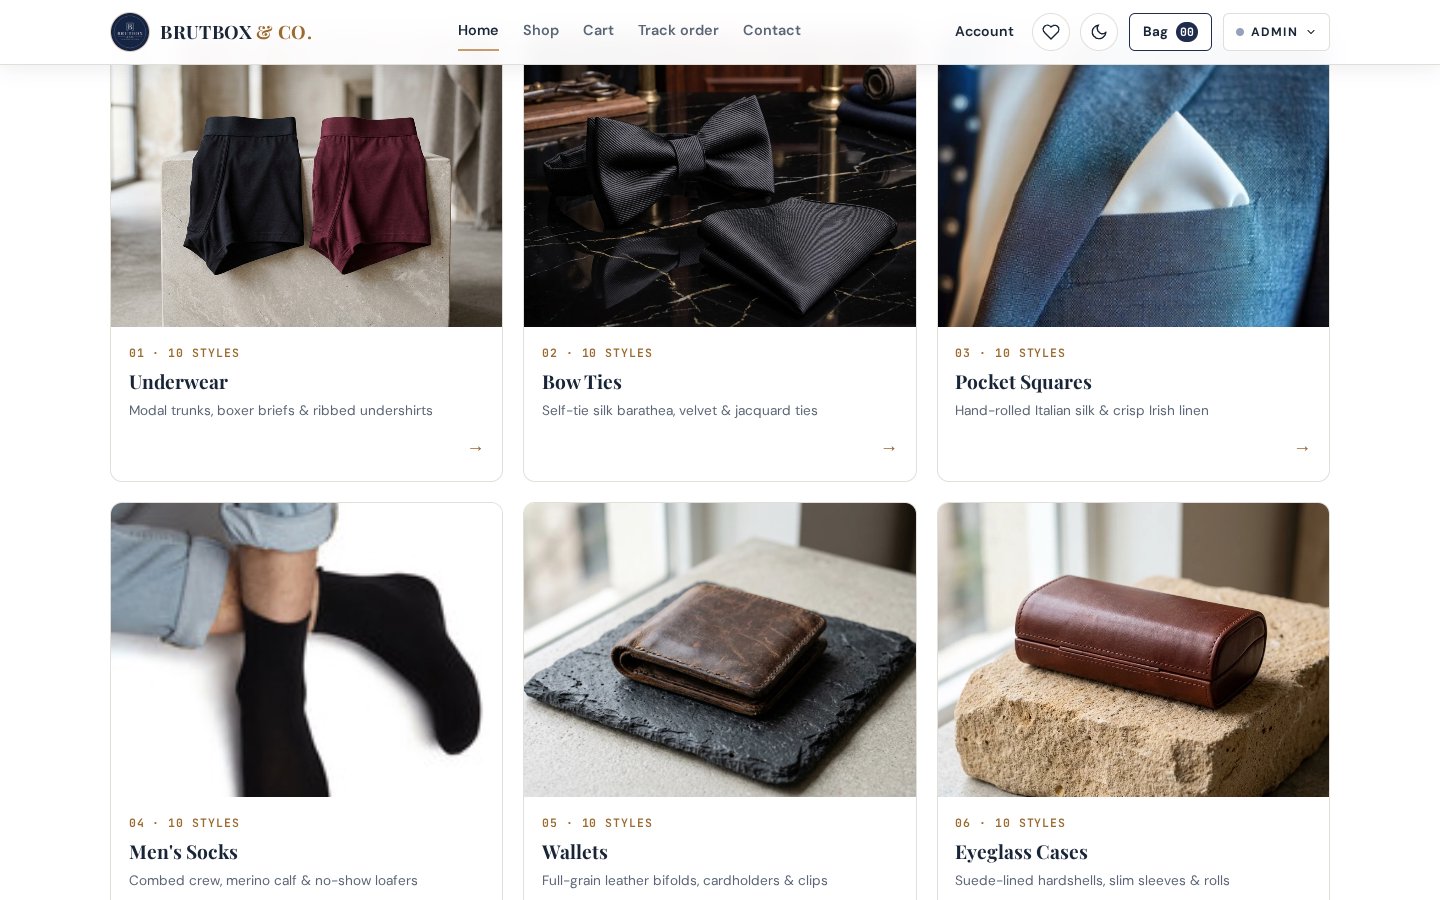 BRUTBOX & CO.
Home
Shop
Cart
Track order
Contact
Account
Bag 00
ADMIN
01 · 10 STYLES
Underwear
Modal trunks, boxer briefs & ribbed undershirts
→
02 · 10 STYLES
Bow Ties
Self-tie silk barathea, velvet & jacquard ties
→
03 · 10 STYLES
Pocket Squares
Hand-rolled Italian silk & crisp Irish linen
→
04 · 10 STYLES
Men's Socks
Combed crew, merino calf & no-show loafers
05 · 10 STYLES
Wallets
Full-grain leather bifolds, cardholders & clips
06 · 10 STYLES
Eyeglass Cases
Suede-lined hardshells, slim sleeves & rolls